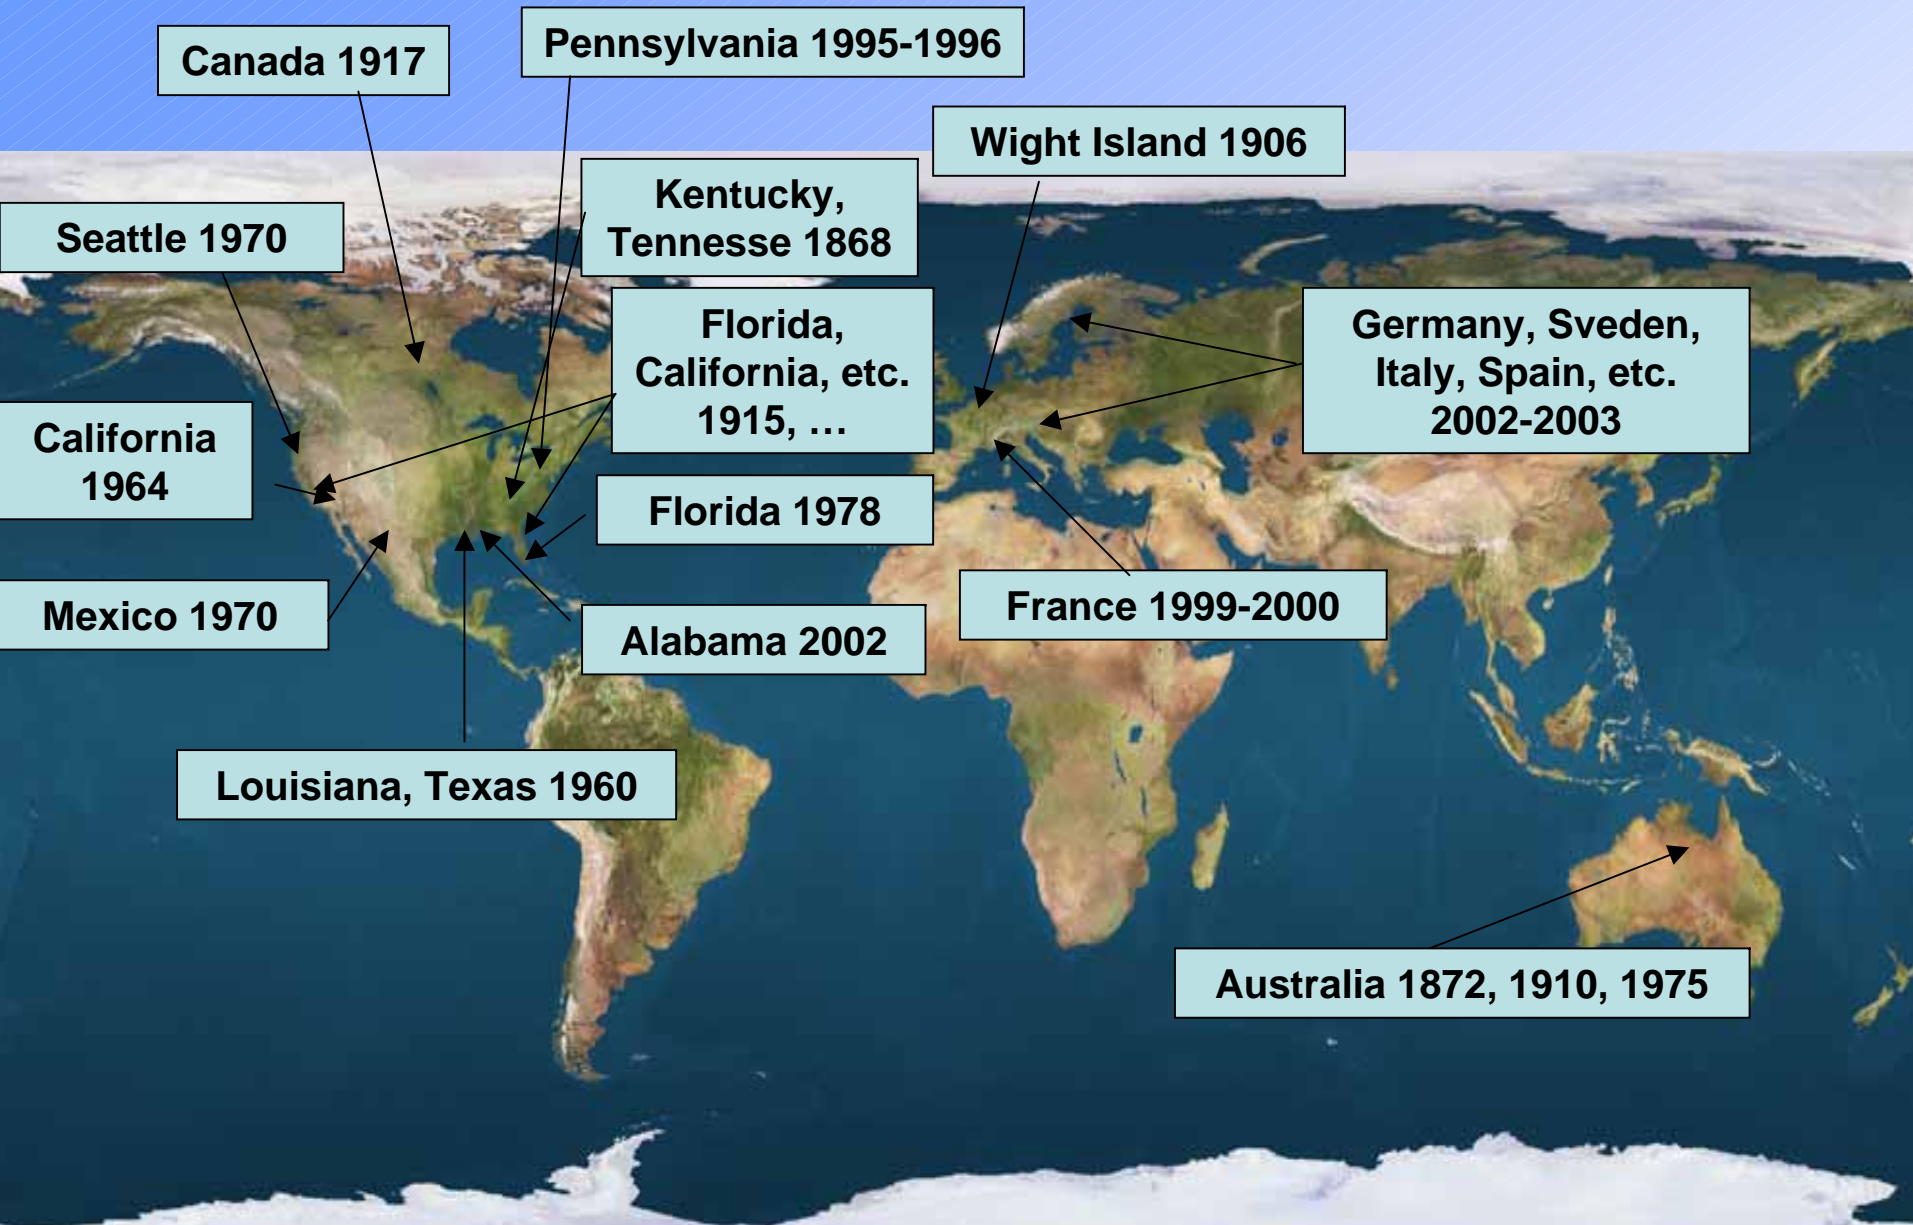 Pennsylvania 1995-1996
Canada 1917
Wight Island 1906
Kentucky,
Tennesse 1868
Seattle 1970
Florida,
California, etc.
1915, …
Germany, Sveden,
Italy, Spain, etc.
2002-2003
California
1964
Florida 1978
France 1999-2000
Mexico 1970
Alabama 2002
Louisiana, Texas 1960
Australia 1872, 1910, 1975